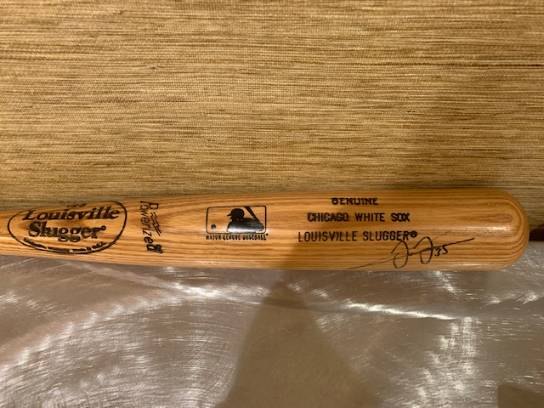 Louisville
Slugger®
Powerized
MAJOR LEAGUE BASEBALL
GENUINE
CHICAGO WHITE SOX
LOUISVILLE SLUGGER®
35